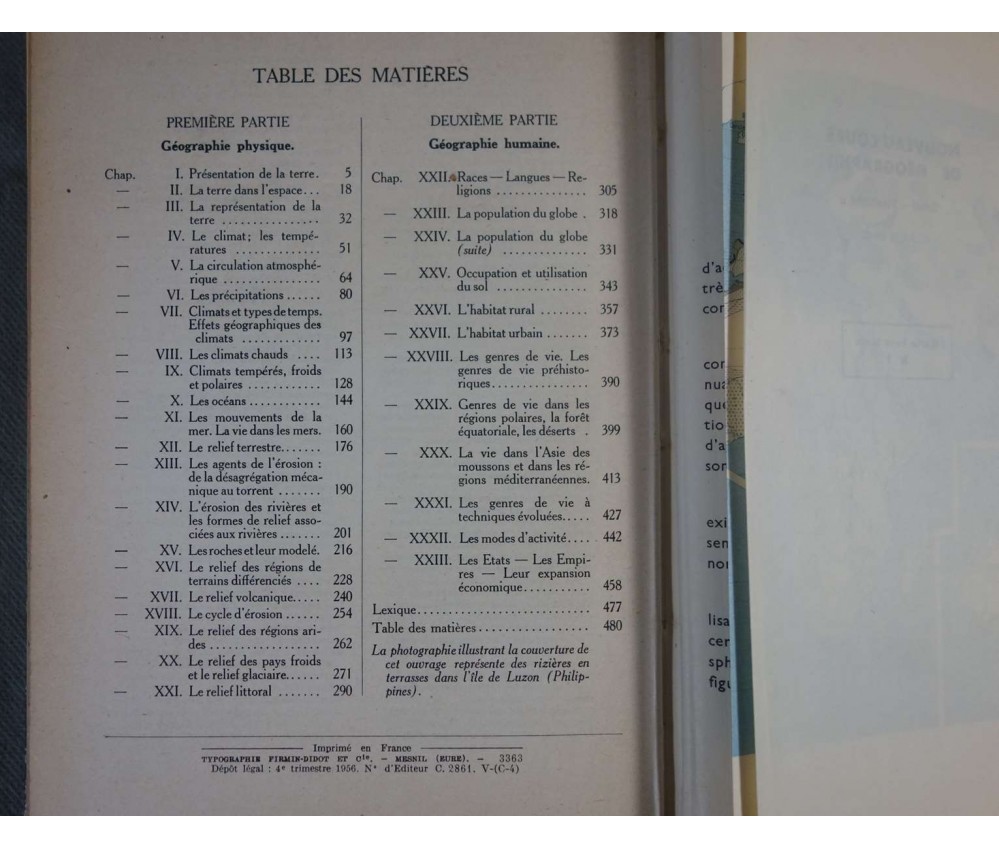 TABLE DES MATIÈRES
PREMIÈRE PARTIE
Géographie physique.
Chap. I. Présentation de la terre. 5
— II. La terre dans l'espace... 18
— III. La représentation de la
terre ............... 32
— IV. Le climat; les tempé-
ratures ............. 51
— V. La circulation atmosphé-
rique ............... 64
— VI. Les précipitations ...... 80
— VII. Climats et types de temps.
Effets géographiques des
climats ............. 97
— VIII. Les climats chauds .... 113
— IX. Climats tempérés, froids
et polaires ............ 128
— X. Les océans ............ 144
— XI. Les mouvements de la
mer. La vie dans les mers. 160
— XII. Le relief terrestre....... 176
— XIII. Les agents de l'érosion :
de la désagrégation méca-
nique au torrent ....... 190
— XIV. L'érosion des rivières et
les formes de relief asso-
ciées aux rivières ....... 201
— XV. Les roches et leur modelé. 216
— XVI. Le relief des régions de
terrains différenciés .... 228
— XVII. Le relief volcanique..... 240
— XVIII. Le cycle d'érosion ...... 254
— XIX. Le relief des régions ari-
des ................. 262
— XX. Le relief des pays froids
et le relief glaciaire...... 271
— XXI. Le relief littoral ....... 290
DEUXIÈME PARTIE
Géographie humaine.
Chap. XXII. Races — Langues — Re-
ligions .............. 305
— XXIII. La population du globe . 318
— XXIV. La population du globe
(suite) ............. 331
— XXV. Occupation et utilisation
du sol .............. 343
— XXVI. L'habitat rural ........ 357
— XXVII. L'habitat urbain ....... 373
— XXVIII. Les genres de vie. Les
genres de vie préhisto-
riques................ 390
— XXIX. Genres de vie dans les
régions polaires, la forêt
équatoriale, les déserts . 399
— XXX. La vie dans l'Asie des
moussons et dans les ré-
gions méditerranéennes. 413
— XXXI. Les genres de vie à
techniques évoluées..... 427
— XXXII. Les modes d'activité.... 442
— XXIII. Les Etats — Les Empi-
res — Leur expansion
économique........... 458
Lexique............................ 477
Table des matières.................. 480
La photographie illustrant la couverture de
cet ouvrage représente des rizières en
terrasses dans l'île de Luzon (Philip-
pines).
Imprimé en France
TYPOGRAPHIE FIRMIN-DIDOT ET Cie. — MESNIL (EURE). — 3363
Dépôt légal : 4e trimestre 1956. N° d'Editeur C. 2861. V-(C-4)
d'a
trè
cor
cor
nua
que
tio
d'a
sor
exi
sen
nor
lisa
cer
sph
figu